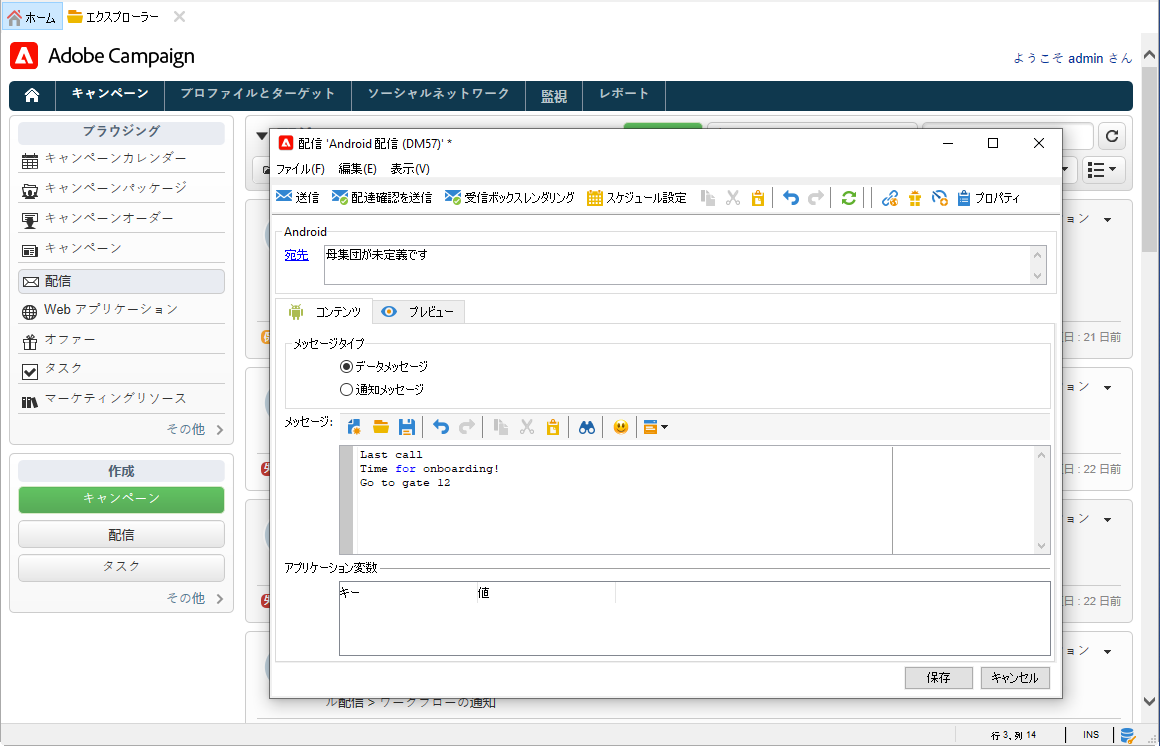 ホーム エクスプローラー
Adobe Campaign
ようこそ admin さん
キャンペーン プロファイルとターゲット ソーシャルネットワーク 監視 レポート
ブラウジング
キャンペーンカレンダー
キャンペーンパッケージ
キャンペーンオーダー
キャンペーン
配信
Web アプリケーション
オファー
タスク
マーケティングリソース
その他
作成
キャンペーン
配信
タスク
その他
配信 'Android 配信 (DM57)' *
ファイル(F) 編集(E) 表示(V)
送信 配達確認を送信 受信ボックスレンダリング スケジュール設定 プロパティ
Android
宛先 母集団が未定義です
コンテンツ プレビュー
メッセージタイプ
データメッセージ
通知メッセージ
メッセージ:
Last call
Time for onboarding!
Go to gate 12
アプリケーション変数
キー 値
保存 キャンセル
ョン
日 : 21 日前
ョン
日 : 22 日前
ョン
日 : 22 日前
ョン
ル配信 > ワークフローの通知
行 3, 列 14 INS